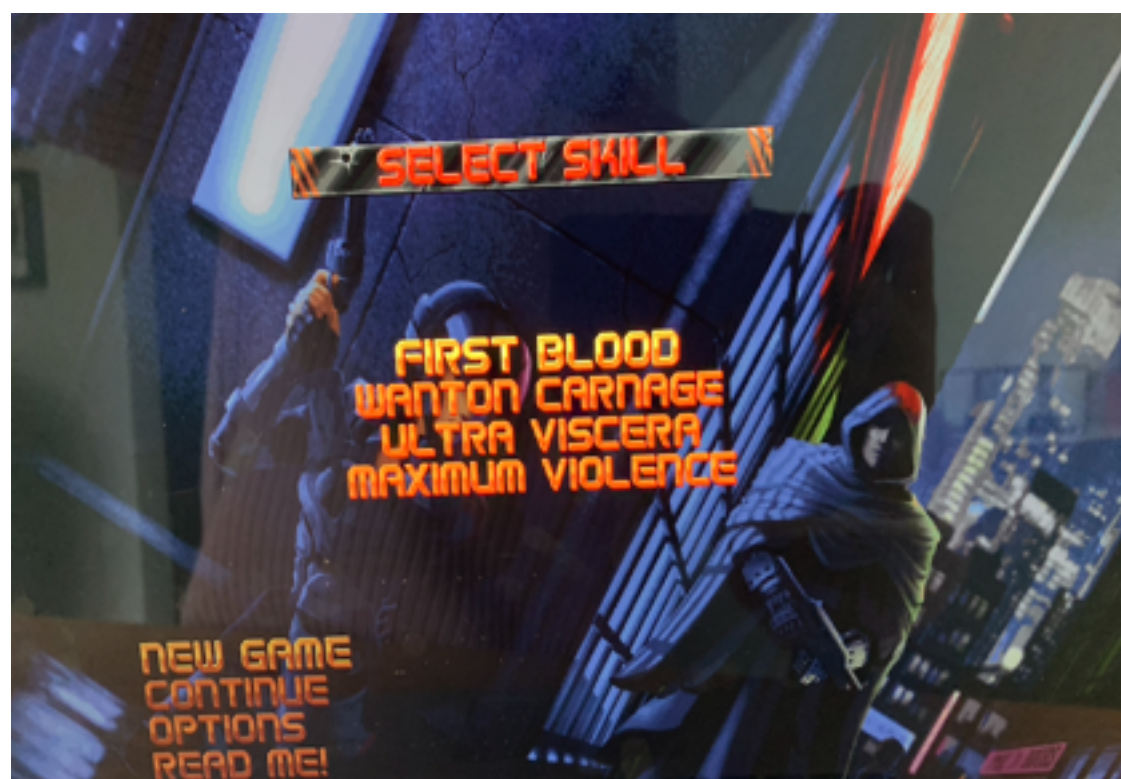 SELECT SKILL
FIRST BLOOD
WANTON CARNAGE
ULTRA VISCERA
MAXIMUM VIOLENCE
NEW GAME
CONTINUE
OPTIONS
READ ME!